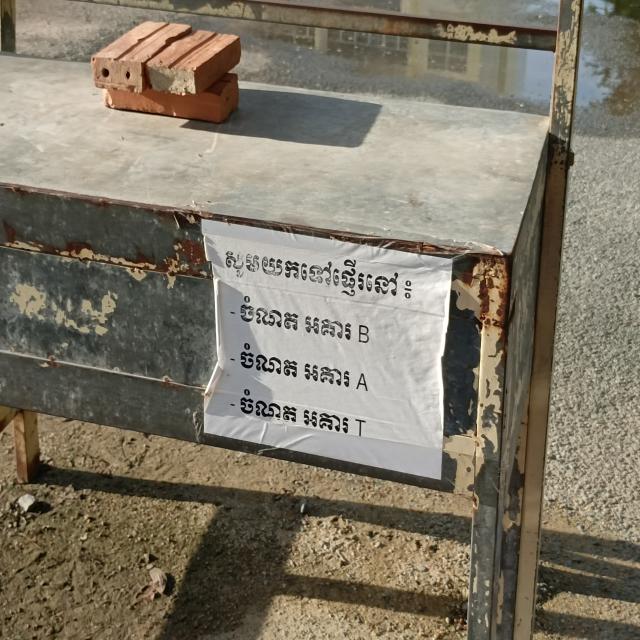 សូមយកទៅផ្ញើរនៅ ៖
- ចំណត អគារ B
- ចំណត អគារ A
- ចំណត អគារ T